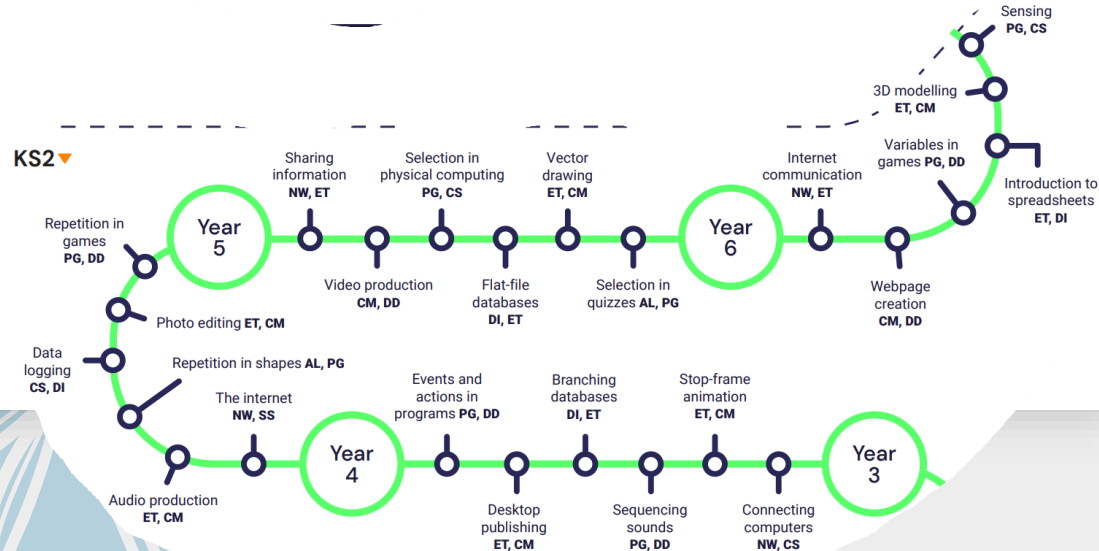 Sensing
PG, CS
3D modelling
ET, CM
KS2
Sharing
information
NW, ET
Selection in
physical computing
PG, CS
Vector
drawing
ET, CM
Internet
communication
NW, ET
Variables in
games PG, DD
Introduction to
spreadsheets
ET, DI
Repetition in
games
PG, DD
Year
5
Year
6
Video production
CM, DD
Flat-file
databases
DI, ET
Selection in
quizzes AL, PG
Webpage
creation
CM, DD
Photo editing ET, CM
Data
logging
CS, DI
Repetition in shapes AL, PG
The internet
NW, SS
Events and
actions in
programs PG, DD
Branching
databases
DI, ET
Stop-frame
animation
ET, CM
Year
4
Year
3
Audio production
ET, CM
Desktop
publishing
ET, CM
Sequencing
sounds
PG, DD
Connecting
computers
NW, CS